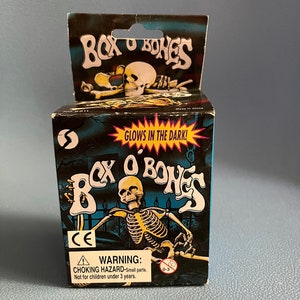 BOX O BONES
GLOWS IN THE DARK!
BOX O BONES
CE
WARNING:
CHOKING HAZARD-Small parts.
Not for children under 3 years.